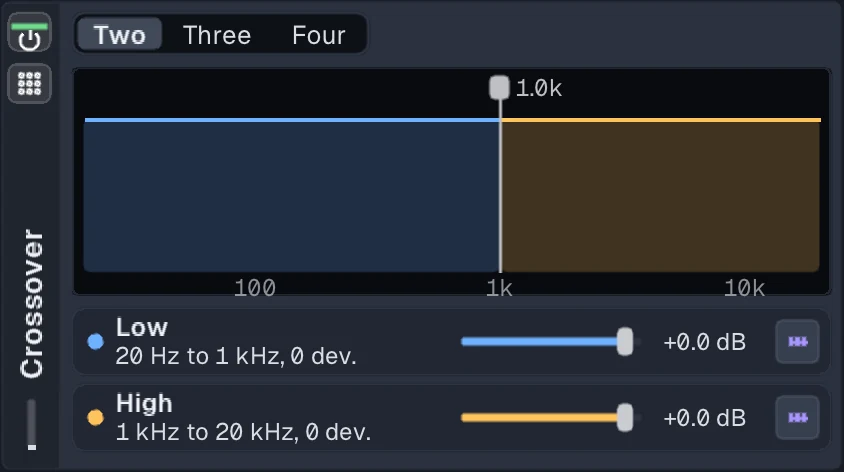 Two Three Four
1.0k
100 1k 10k
Crossover
Low
20 Hz to 1 kHz, 0 dev.
+0.0 dB
High
1 kHz to 20 kHz, 0 dev.
+0.0 dB